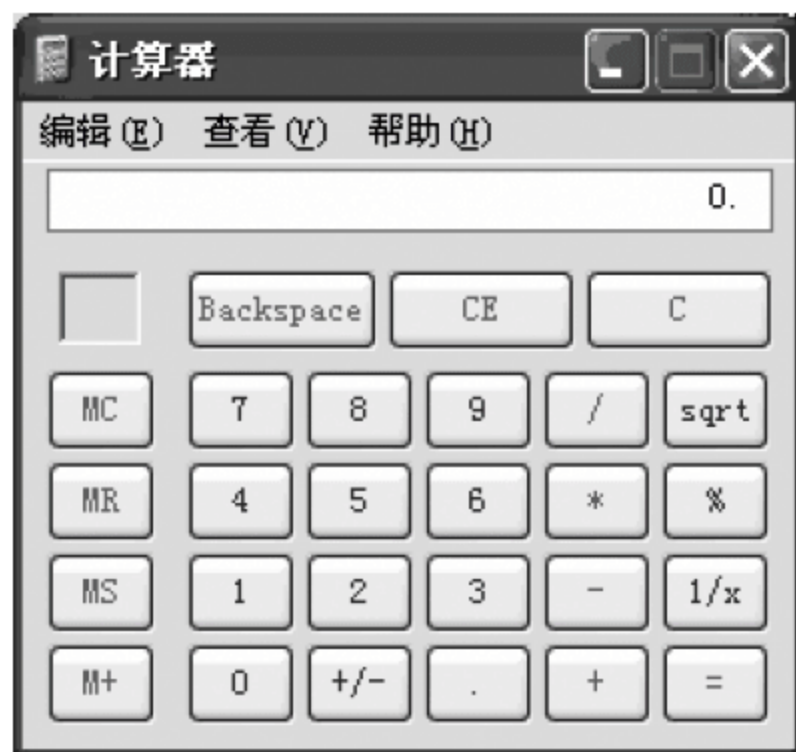 计算器
编辑(E) 查看(V) 帮助(H)
0.
Backspace CE C
MC 7 8 9 / sqrt
MR 4 5 6 * %
MS 1 2 3 - 1/x
M+ 0 +/- . + =